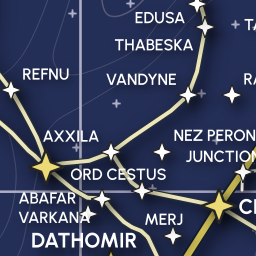 EDUSA
THABESKA
REFNU
VANDYNE
AXXILA
NEZ PERON
JUNCTION
ORD CESTUS
ABAFAR
VARKANA
MERJ
DATHOMIR